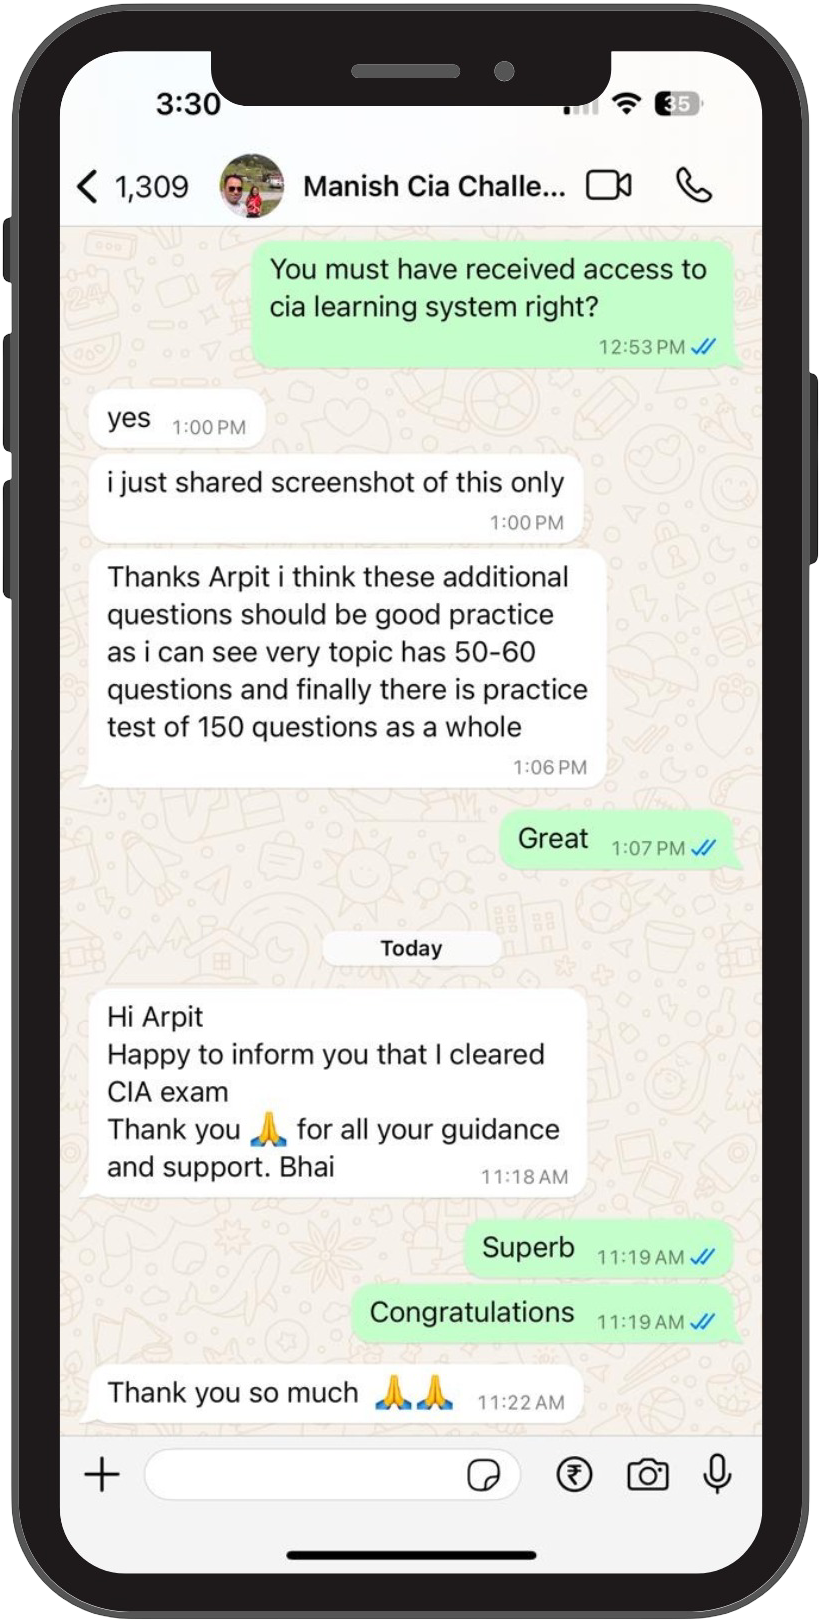 3:30
35
1,309
Manish Cia Challe...
You must have received access to
cia learning system right?
12:53 PM
yes
1:00 PM
i just shared screenshot of this only
1:00 PM
Thanks Arpit i think these additional
questions should be good practice
as i can see very topic has 50-60
questions and finally there is practice
test of 150 questions as a whole
1:06 PM
Great
1:07 PM
Today
Hi Arpit
Happy to inform you that I cleared
CIA exam
Thank you 🙏 for all your guidance
and support. Bhai
11:18 AM
Superb
11:19 AM
Congratulations
11:19 AM
Thank you so much 🙏🙏
11:22 AM